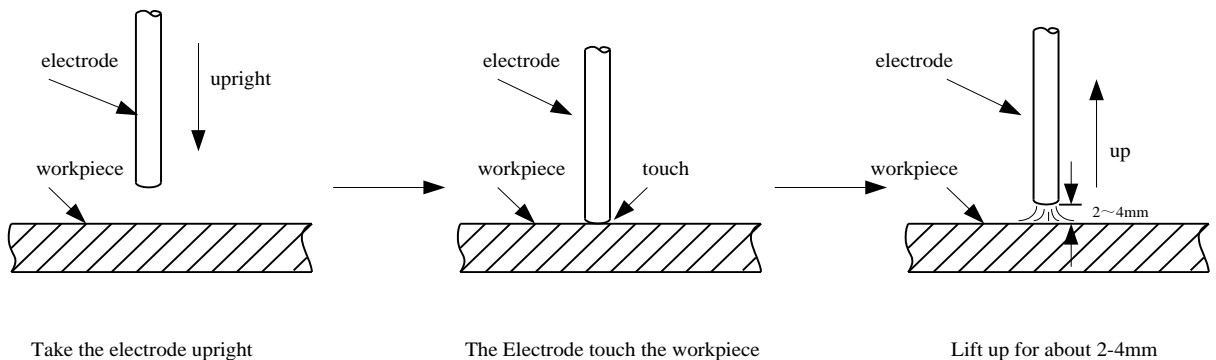 electrode
upright
workpiece
Take the electrode upright
electrode
workpiece
touch
The Electrode touch the workpiece
electrode
up
workpiece
2～4mm
Lift up for about 2-4mm